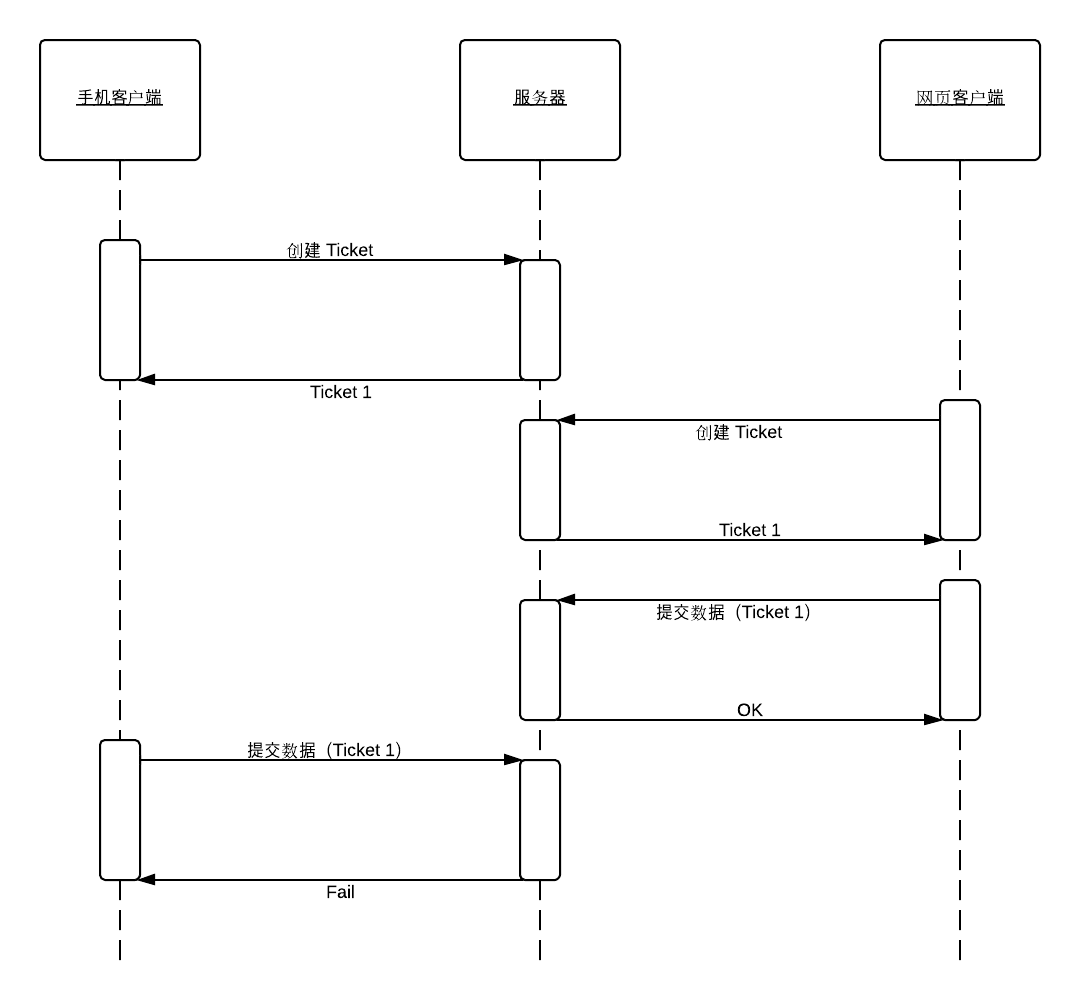 手机客户端
服务器
网页客户端
创建 Ticket
Ticket 1
创建 Ticket
Ticket 1
提交数据（Ticket 1）
OK
提交数据（Ticket 1）
Fail